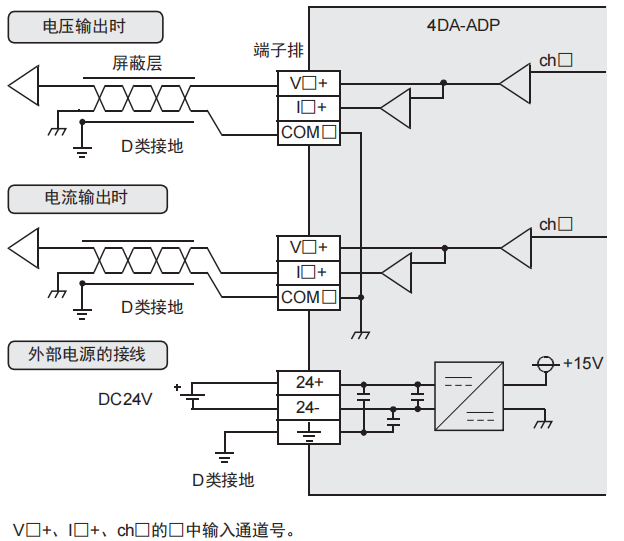 电压输出时
4DA-ADP
端子排
ch□
屏蔽层
V□+
I□+
COM□
D类接地
电流输出时
ch□
V□+
I□+
COM□
D类接地
外部电源的接线
+15V
24+
DC24V
24-
D类接地
V□+、I□+、ch□的□中输入通道号。